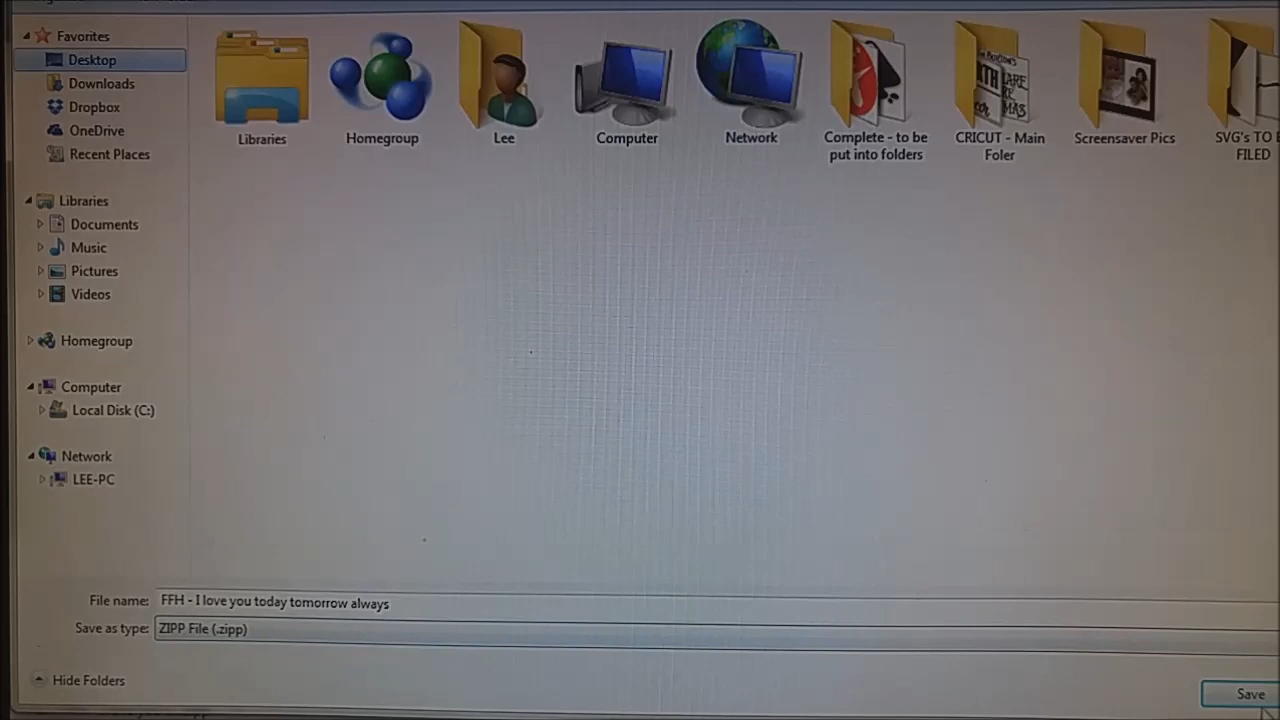 Favorites
Desktop
Downloads
Dropbox
OneDrive
Recent Places
Libraries
Documents
Music
Pictures
Videos
Homegroup
Computer
Local Disk (C:)
Network
LEE-PC
Libraries
Homegroup
Lee
Computer
Network
Complete - to be
put into folders
CRICUT - Main
Foler
Screensaver Pics
SVG's TO
FILED
File name: FFH - I love you today tomorrow always
Save as type: ZIPP File (.zipp)
Hide Folders
Save